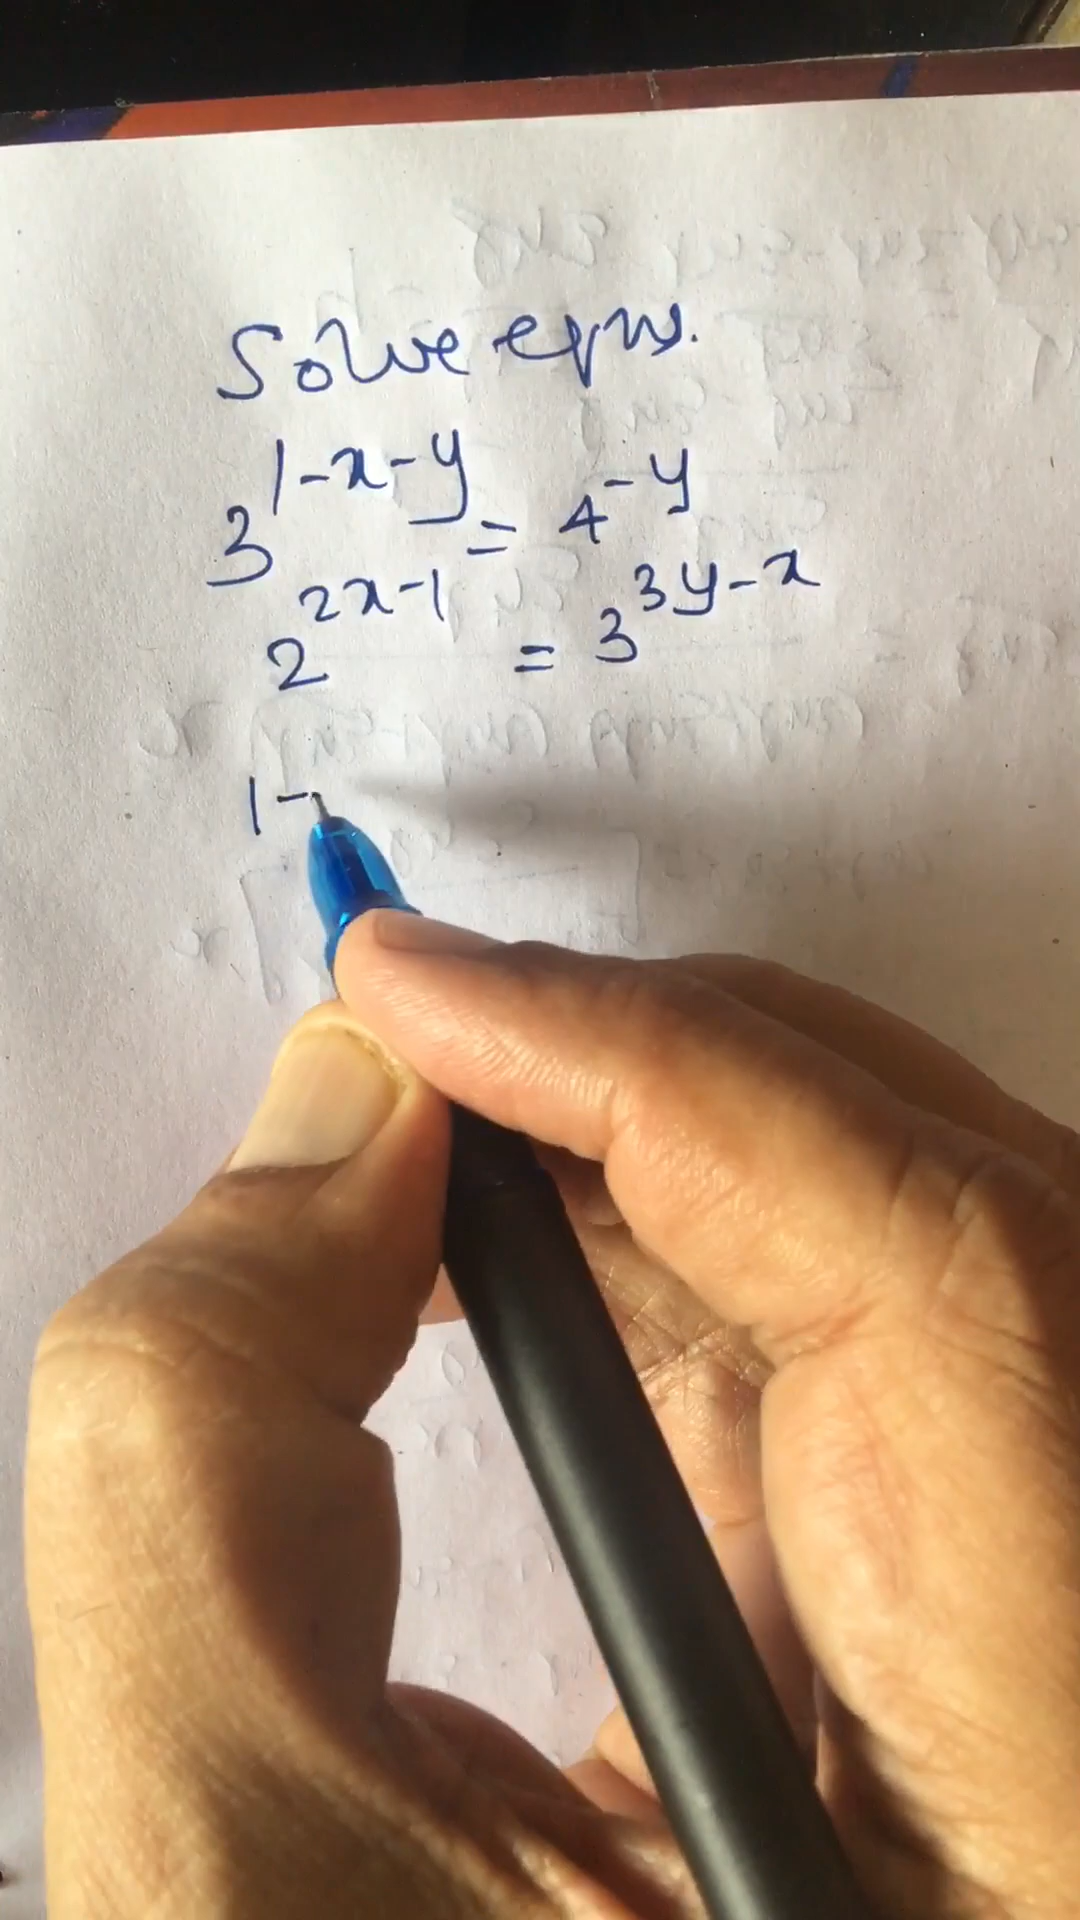 Solve eqns.
3^{1-x-y} = 4^{-y}
2^{2x-1} = 3^{3y-x}
1-